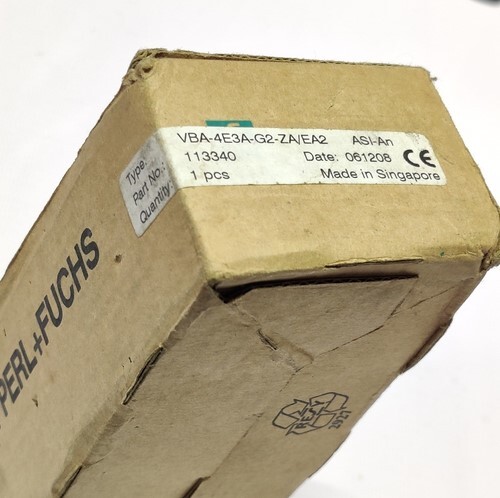 Type: VBA-4E3A-G2-ZA/EA2 ASI-An
Part No.: 113340 Date: 061208 CE
Quantity: 1 pcs Made in Singapore
PERL+FUCHS
RESY